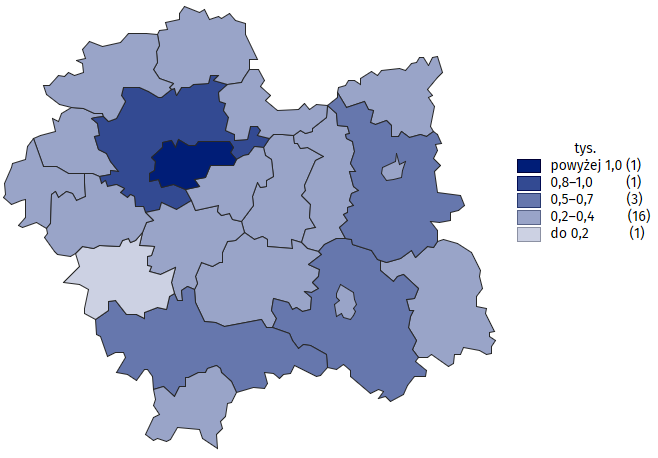 tys.
powyżej 1,0 (1)
0,8–1,0 (1)
0,5–0,7 (3)
0,2–0,4 (16)
do 0,2 (1)